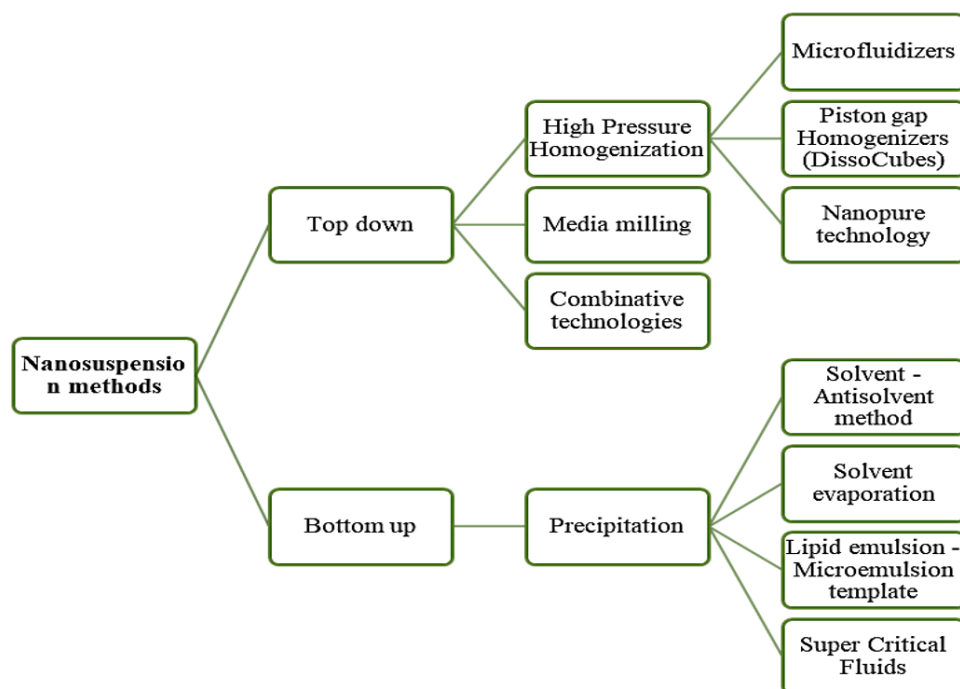 Microfluidizers
High Pressure
Homogenization
Piston gap
Homogenizers
(DissoCubes)
Top down
Media milling
Nanopure
technology
Combinative
technologies
Nanosuspensio
n methods
Solvent -
Antisolvent
method
Solvent
evaporation
Bottom up
Precipitation
Lipid emulsion -
Microemulsion
template
Super Critical
Fluids